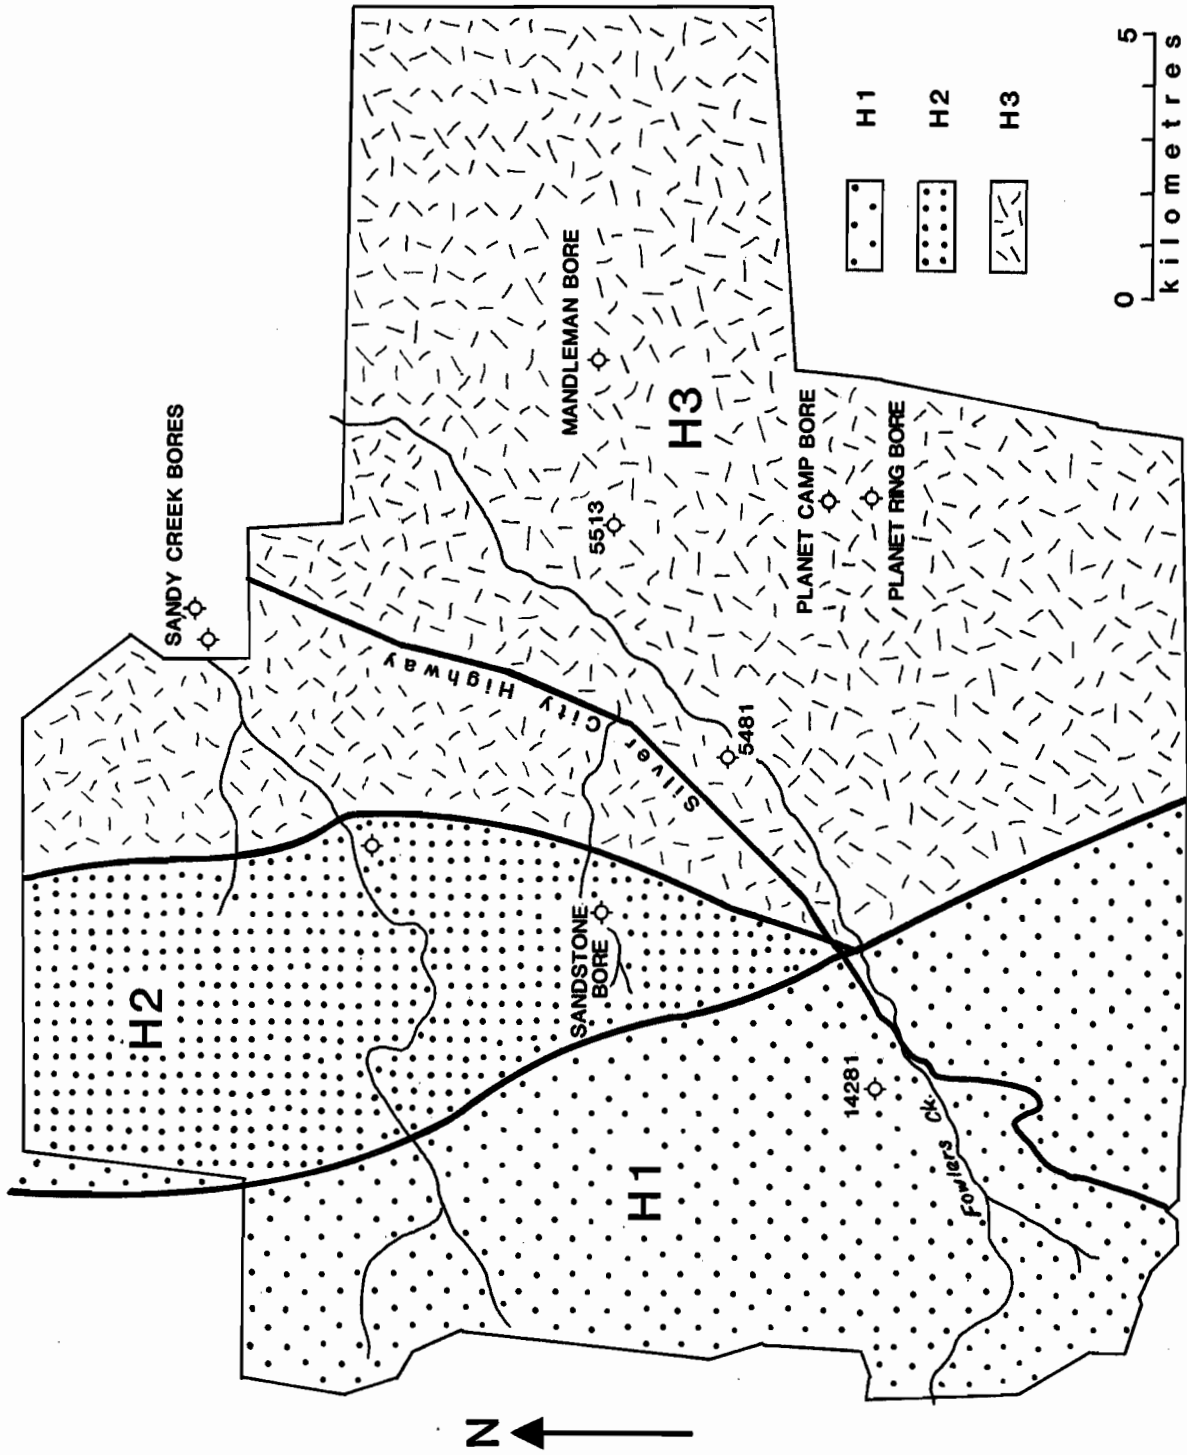 SANDY CREEK BORES
H2
Silver City Highway
MANDLEMAN BORE
5513
H3
SANDSTONE
BORE
5481
PLANET CAMP BORE
PLANET RING BORE
14281
H1
Fowlers Ck.
N
H1
H2
H3
0 5
kilometres